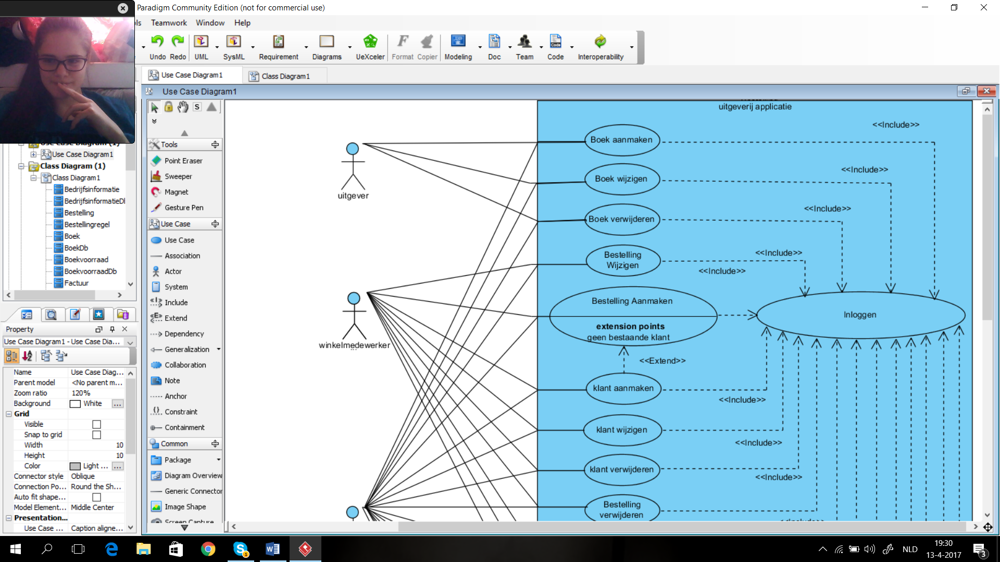 Paradigm Community Edition (not for commercial use)
Teamwork Window Help
Undo Redo UML SysML Requirement Diagrams UeXceler Format Copier Modeling Doc Team Code Interoperability
Use Case Diagram1 Class Diagram1
Use Case Diagram1
S
Tools
Point Eraser
Sweeper
Magnet
Gesture Pen
Use Case
Use Case
Association
Actor
System
Include
Extend
Dependency
Generalization
Collaboration
Note
Anchor
Constraint
Containment
Common
Package
Diagram Overview
Generic Connector
Image Shape
Screen Capture
Use Case Diagram (1)
Use Case Diagram1
Class Diagram (1)
Class Diagram1
Bedrijfsinformatie
BedrijfsinformatieD
Bestelling
Bestellingregel
Boek
BoekDb
Boekvoorraad
BoekvoorraadDb
Factuur
Property
Use Case Diagram1 - Use Case Dia...
Name Use Case Diag...
Parent model <No parent m...
Zoom ratio 120%
Background White ...
Grid
Visible
Snap to grid
Width 10
Height 10
Color Light ... ...
Connector style Oblique
Connection Po... Round the Sh...
Auto fit shape...
Model Element... Middle Center
Presentation...
Use Case ... Caption aligne...
uitgeverij applicatie
uitgever
winkelmedewerker
Boek aanmaken
<<Include>>
Boek wijzigen
<<Include>>
Boek verwijderen
<<Include>>
Bestelling
Wijzigen
<<Include>>
<<Include>>
Bestelling Aanmaken
extension points
geen bestaande klant
Inloggen
<<Extend>>
klant aanmaken
<<Include>>
klant wijzigen
<<Include>>
klant verwijderen
<<Include>>
Bestelling
verwijderen
NLD
19:30
13-4-2017
1
3